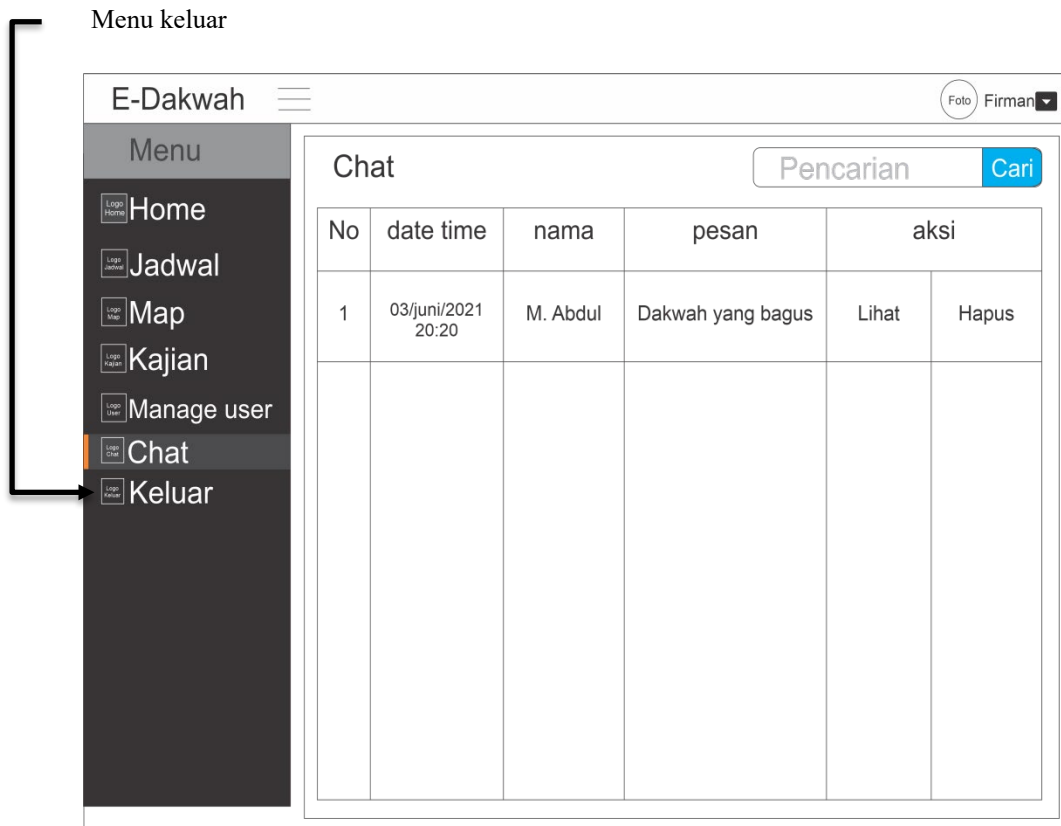 Menu keluar
E-Dakwah
Foto Firman
Menu
Logo
Home
Home
Logo
Jadwal
Jadwal
Logo
Map
Map
Logo
Kajian
Kajian
Logo
User
Manage user
Logo
Chat
Chat
Logo
Keluar
Keluar
Chat
Pencarian Cari
No date time nama pesan aksi
1 03/juni/2021 20:20 M. Abdul Dakwah yang bagus Lihat Hapus